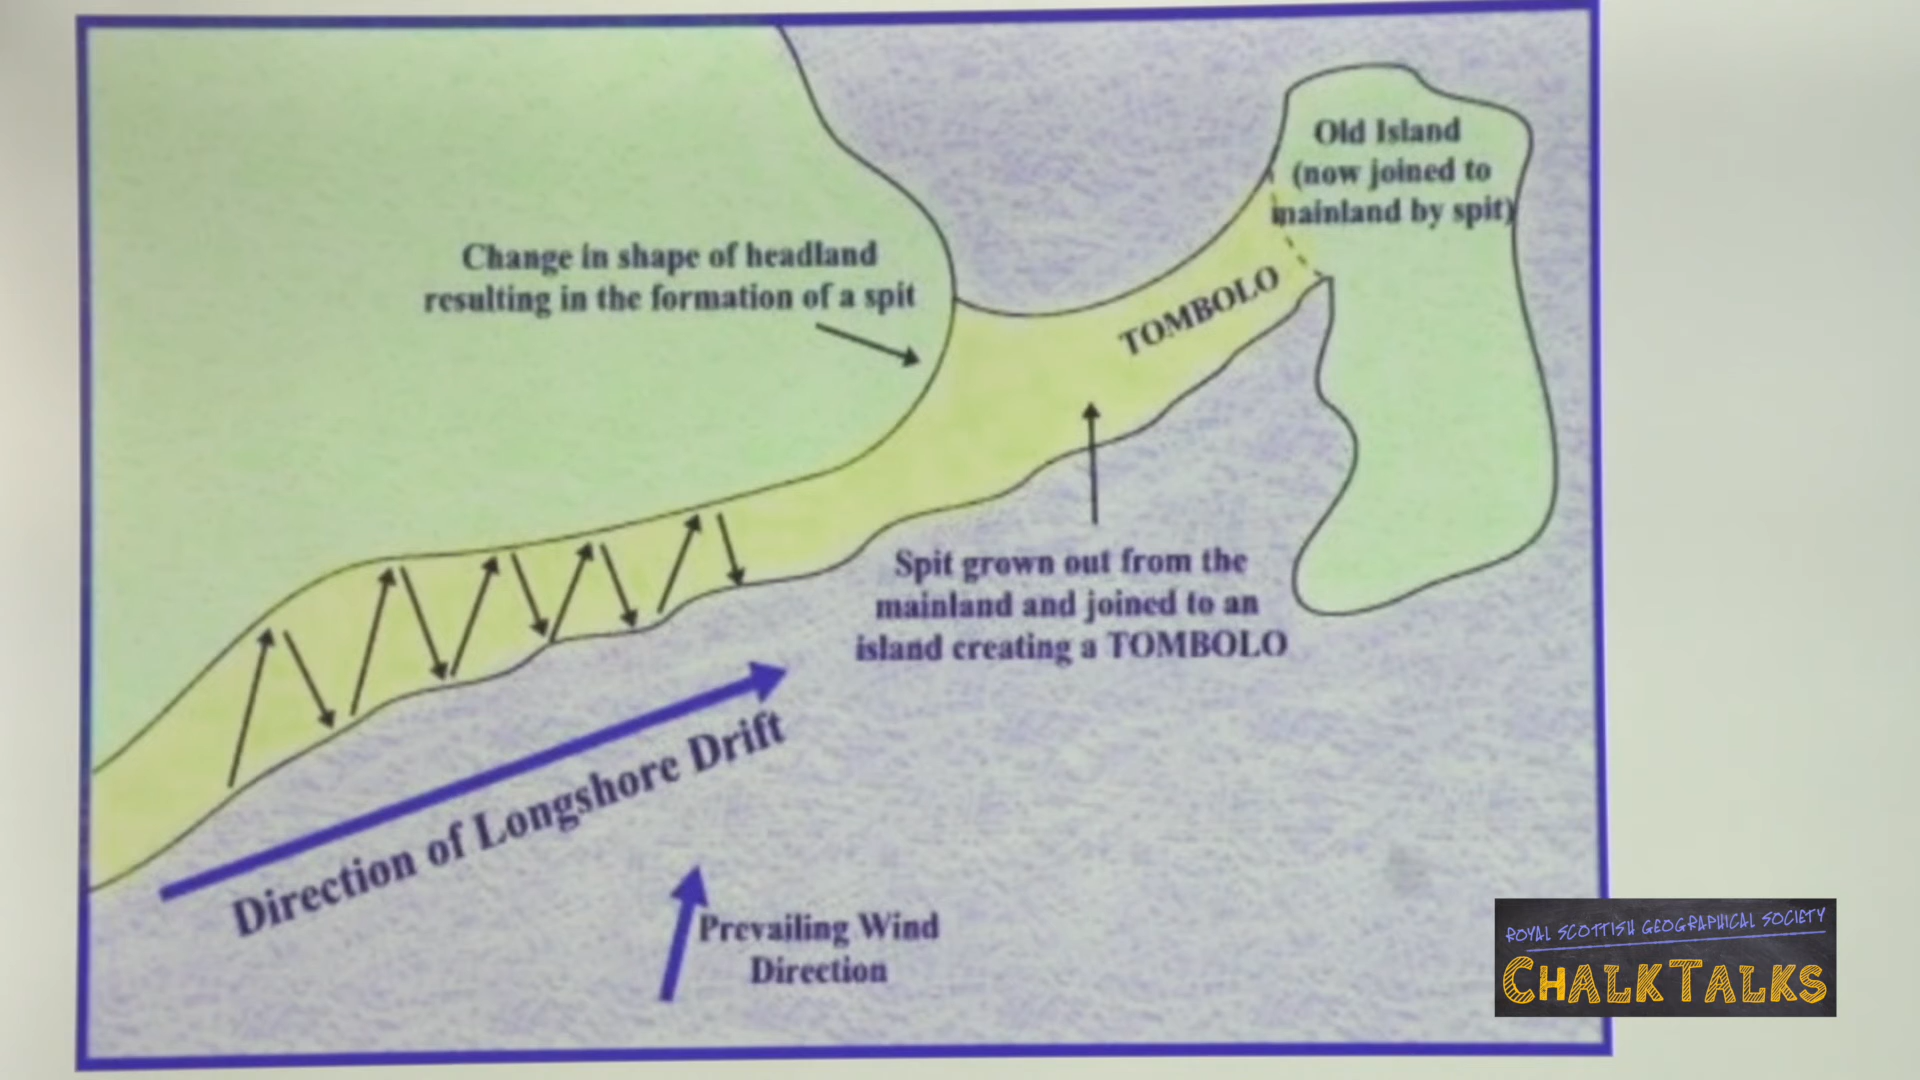 Old Island
(now joined to
mainland by spit)
Change in shape of headland
resulting in the formation of a spit
TOMBOLO
Spit grown out from the
mainland and joined to an
island creating a TOMBOLO
Direction of Longshore Drift
Prevailing Wind
Direction
ROYAL SCOTTISH GEOGRAPHICAL SOCIETY
CHALKTALKS